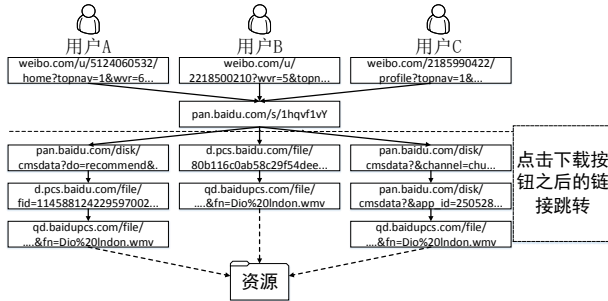 用户A
用户B
用户C
weibo.com/u/5124060532/
home?topnav=1&wvr=6...
weibo.com/u/
2218500210?wvr=5&topn...
weibo.com/2185990422/
profile?topnav=1&...
pan.baidu.com/s/1hqvf1vY
pan.baidu.com/disk/
cmsdata?do=recommend&.
d.pcs.baidu.com/file/
80b116c0ab58c29f54dee...
pan.baidu.com/disk/
cmsdata?&channel=chu...
点击下载按
钮之后的链
接跳转
d.pcs.baidu.com/file/
fid=114588124229597002...
qd.baidupcs.com/file/
....&fn=Dio%20lndon.wmv
pan.baidu.com/disk/
cmsdata?&app_id=250528...
qd.baidupcs.com/file/
....&fn=Dio%20lndon.wmv
qd.baidupcs.com/file/
....&fn=Dio%20lndon.wmv
资源